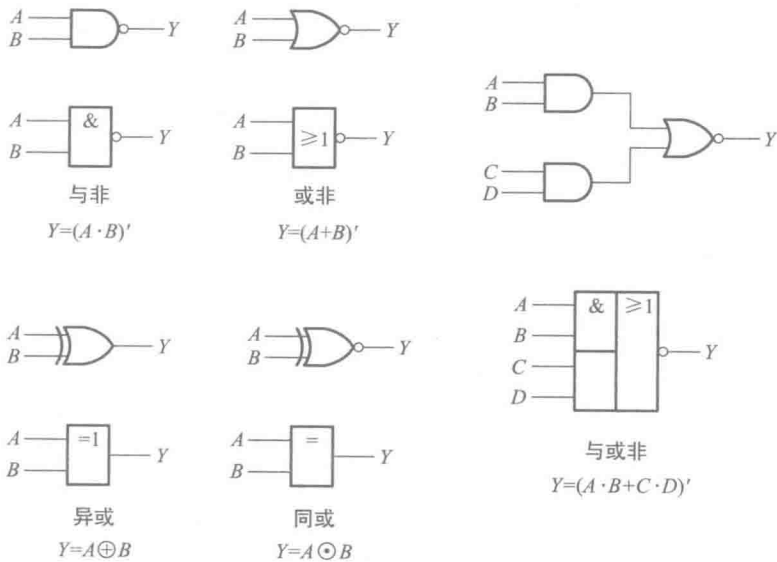 A
B
Y
A
B
&
Y
与非
Y=(A·B)′
A
B
Y
A
B
≥1
Y
或非
Y=(A+B)′
A
B
C
D
Y
A
B
Y
A
B
=1
Y
异或
Y=A⊕B
A
B
Y
A
B
=
Y
同或
Y=A⊙B
A
B
C
D
& ≥1
Y
与或非
Y=(A·B+C·D)′